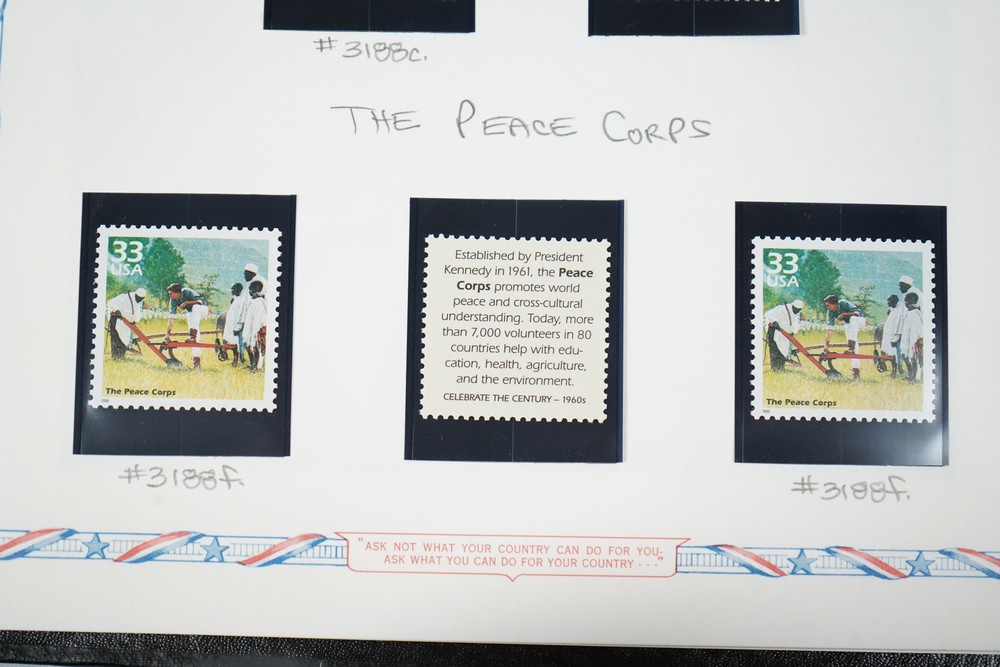 #3188c.
THE PEACE CORPS
33
USA
The Peace Corps
Established by President
Kennedy in 1961, the Peace
Corps promotes world
peace and cross-cultural
understanding. Today, more
than 7,000 volunteers in 80
countries help with edu-
cation, health, agriculture,
and the environment.
CELEBRATE THE CENTURY – 1960s
33
USA
The Peace Corps
#3188f.
#3188f.
"ASK NOT WHAT YOUR COUNTRY CAN DO FOR YOU.
ASK WHAT YOU CAN DO FOR YOUR COUNTRY - - -"